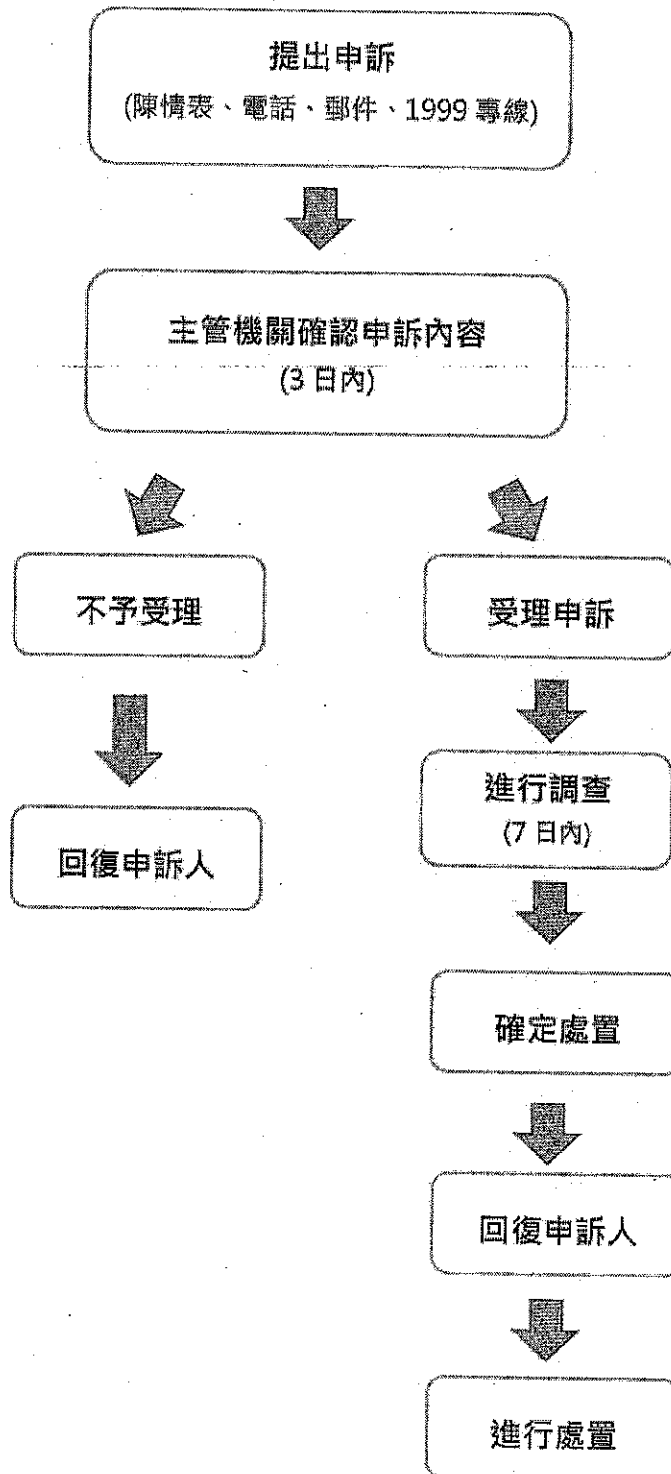 提出申訴
(陳情表、電話、郵件、1999 專線)
主管機關確認申訴內容
(3 日內)
不予受理
受理申訴
進行調查
(7 日內)
回復申訴人
確定處置
回復申訴人
進行處置